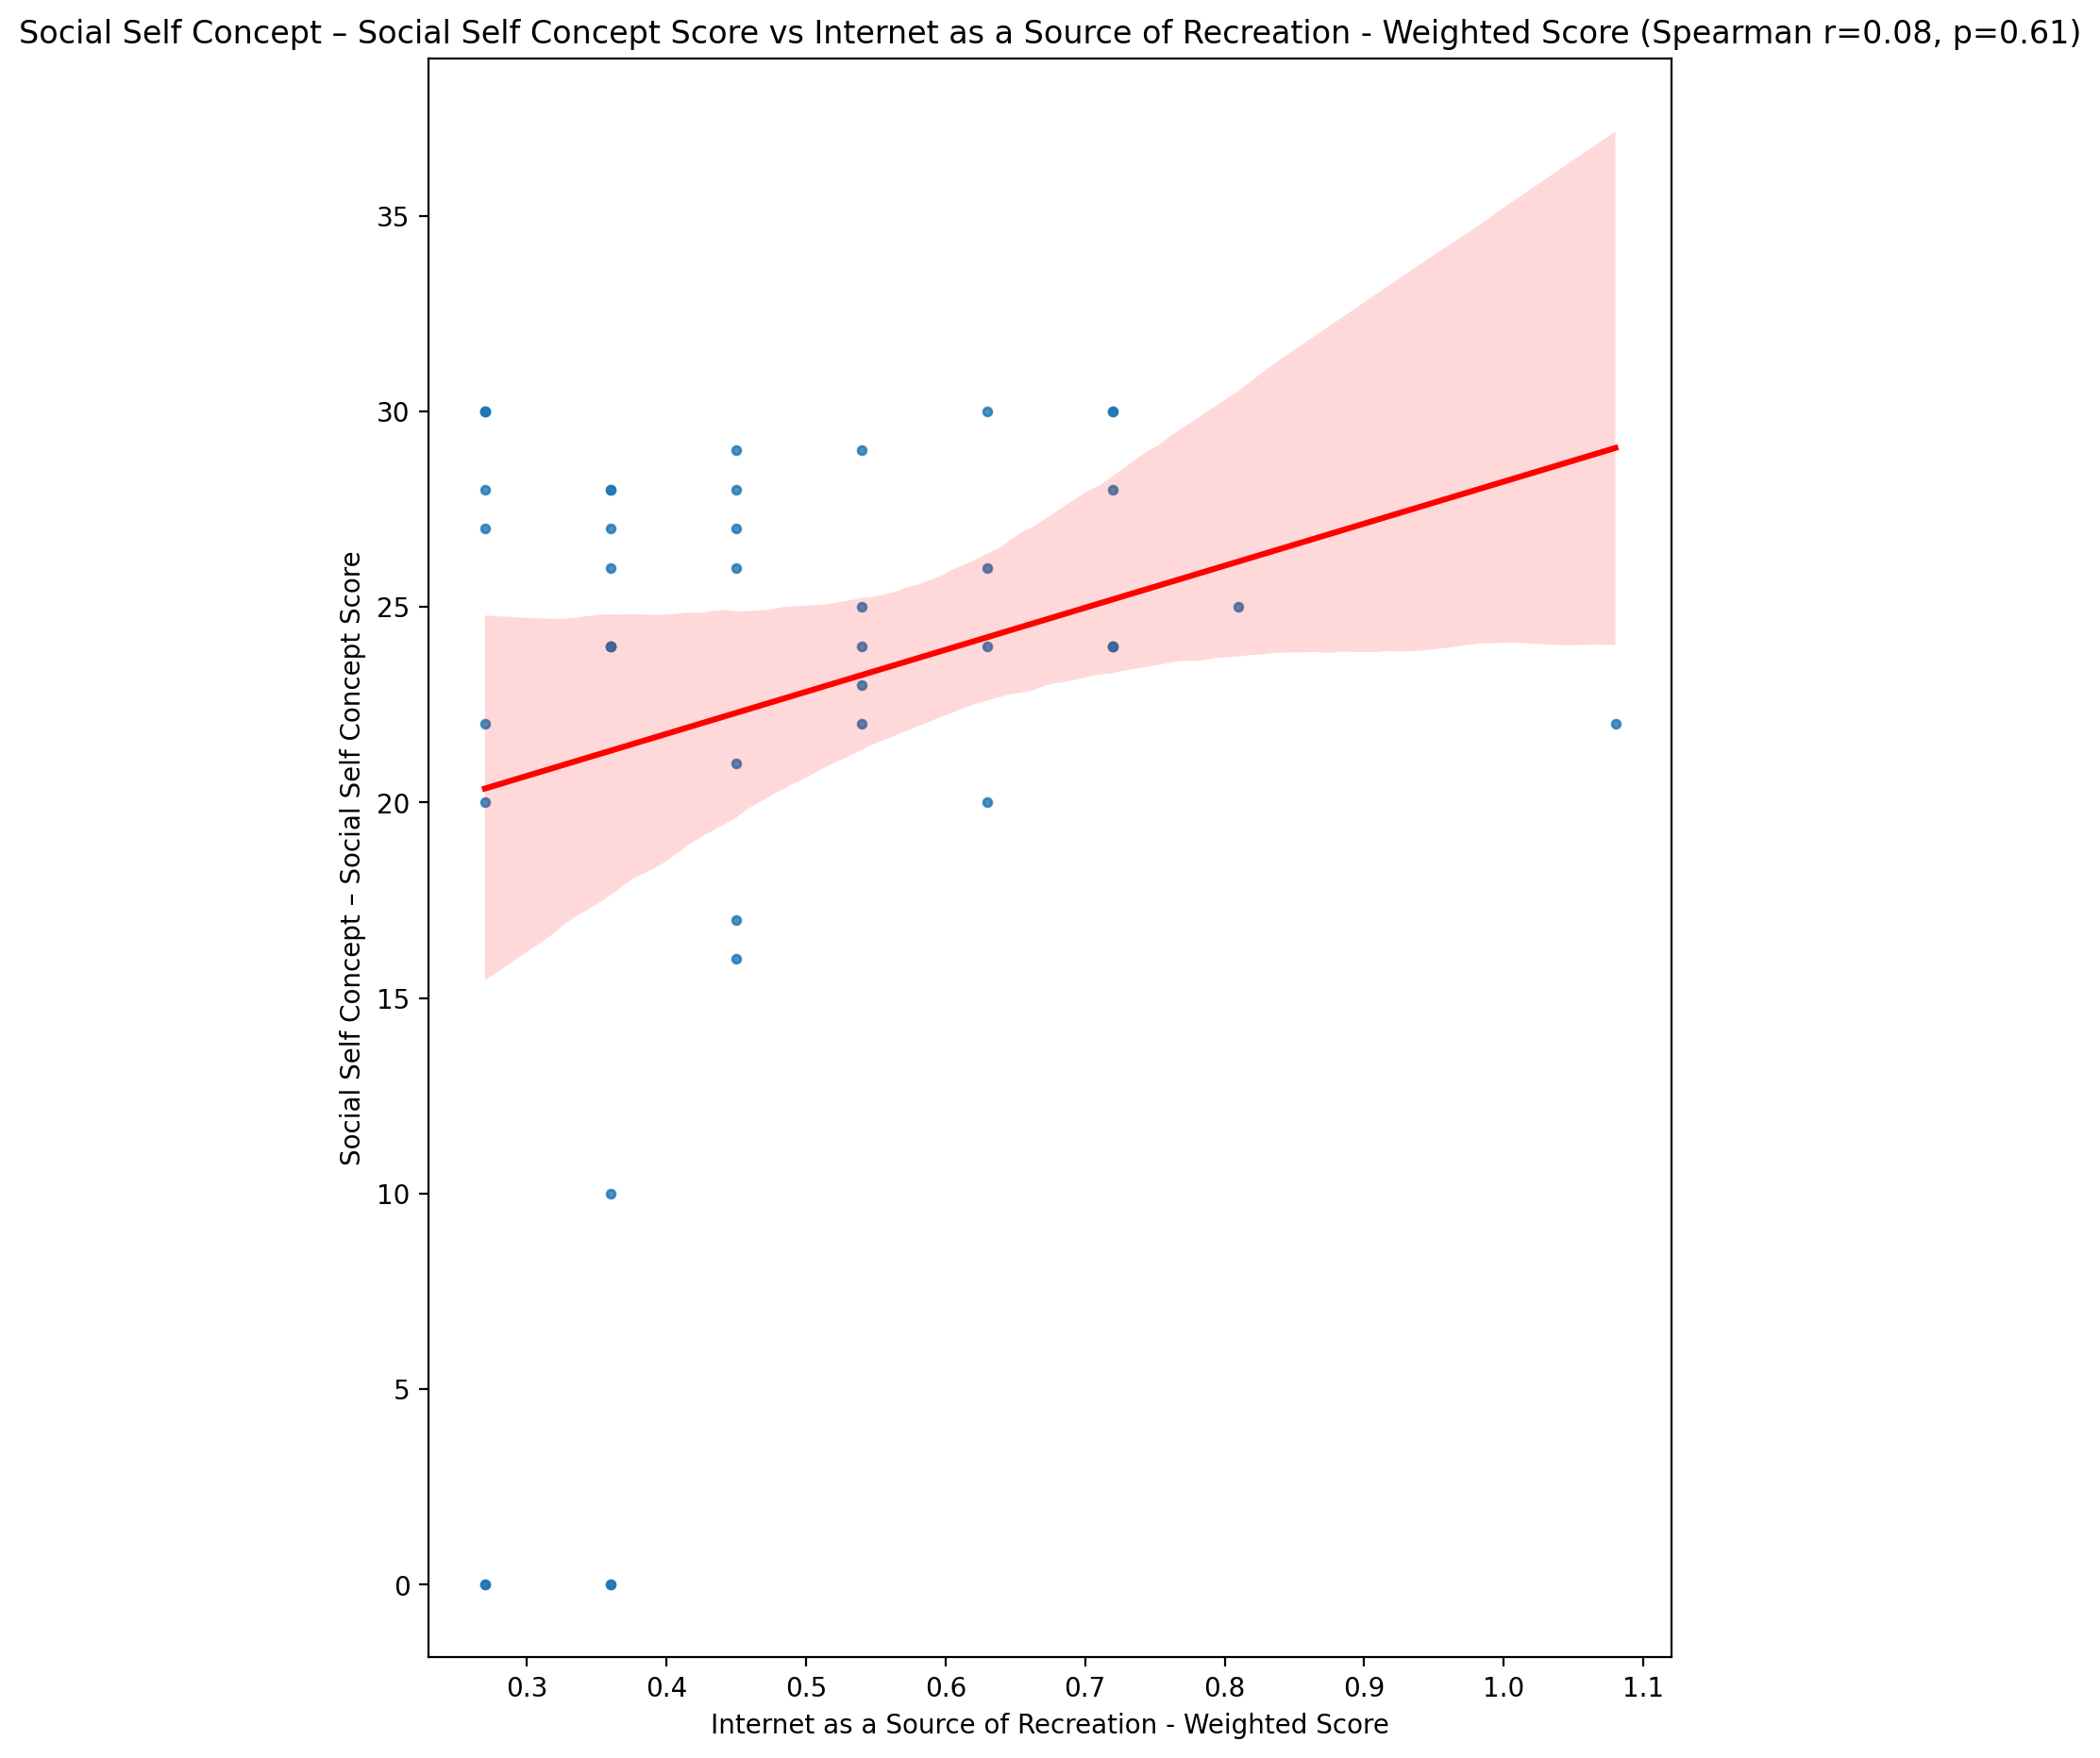 Social Self Concept – Social Self Concept Score vs Internet as a Source of Recreation - Weighted Score (Spearman r=0.08, p=0.61)
Social Self Concept – Social Self Concept Score
35
30
25
20
15
10
5
0
0.3 0.4 0.5 0.6 0.7 0.8 0.9 1.0 1.1
Internet as a Source of Recreation - Weighted Score